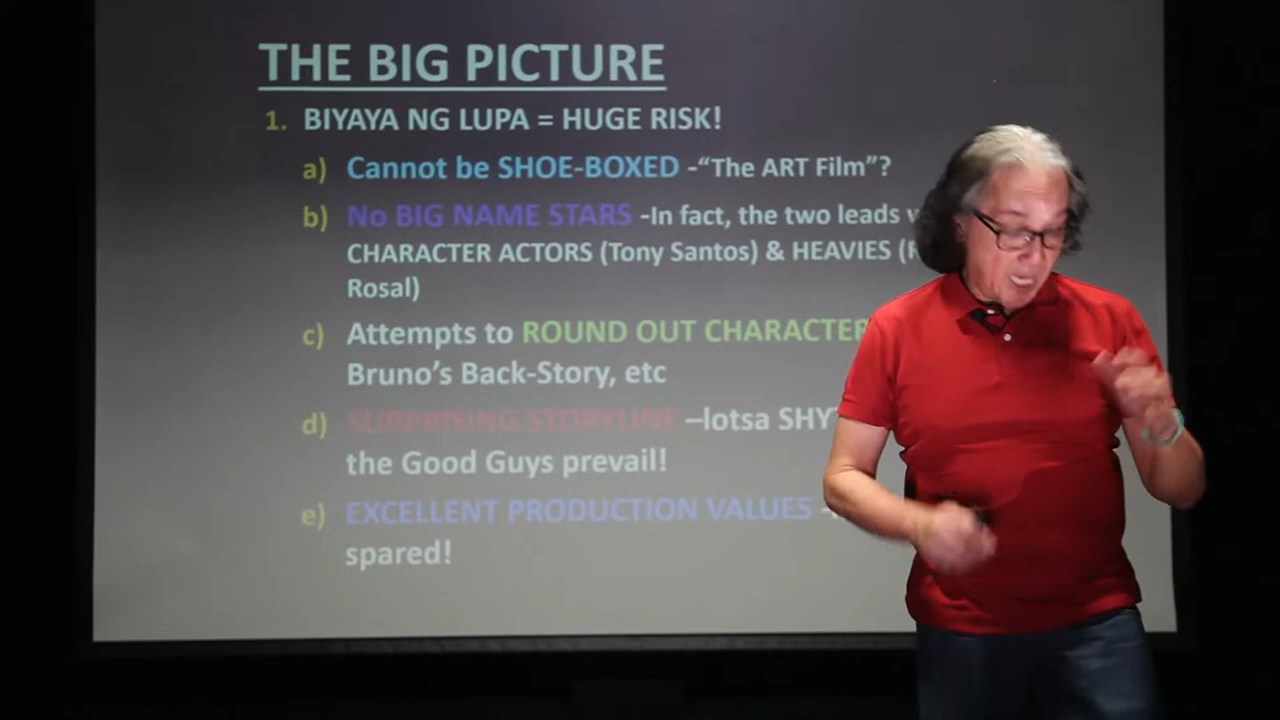 THE BIG PICTURE
1. BIYAYA NG LUPA = HUGE RISK!
a) Cannot be SHOE-BOXED -“The ART Film”?
b) No BIG NAME STARS -In fact, the two leads
CHARACTER ACTORS (Tony Santos) & HEAVIES (
Rosal)
c) Attempts to ROUND OUT CHARACTER
Bruno’s Back-Story, etc
d) SURPRISING STORYLINE –lotsa
the Good Guys prevail!
e) EXCELLENT PRODUCTION VALUES -
spared!